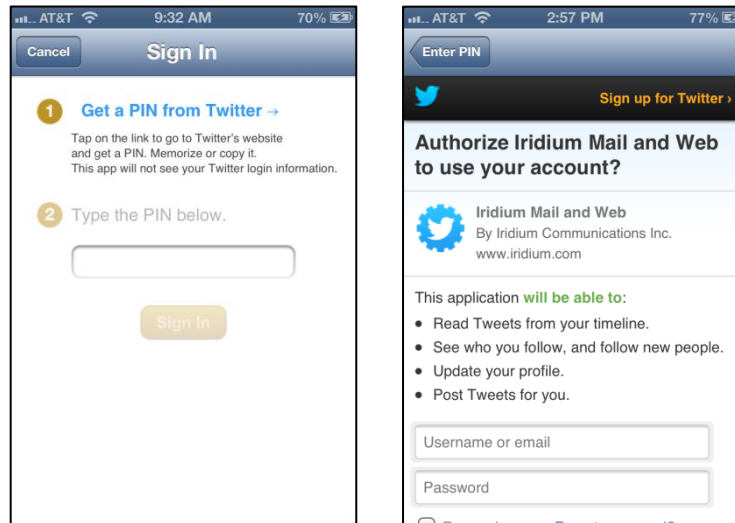 AT&T 9:32 AM 70%
Cancel Sign In
1 Get a PIN from Twitter →
Tap on the link to go to Twitter's website
and get a PIN. Memorize or copy it.
This app will not see your Twitter login information.
2 Type the PIN below.
Sign In
AT&T 2:57 PM 77%
Enter PIN
Sign up for Twitter ›
Authorize Iridium Mail and Web
to use your account?
Iridium Mail and Web
By Iridium Communications Inc.
www.iridium.com
This application will be able to:
• Read Tweets from your timeline.
• See who you follow, and follow new people.
• Update your profile.
• Post Tweets for you.
Username or email
Password